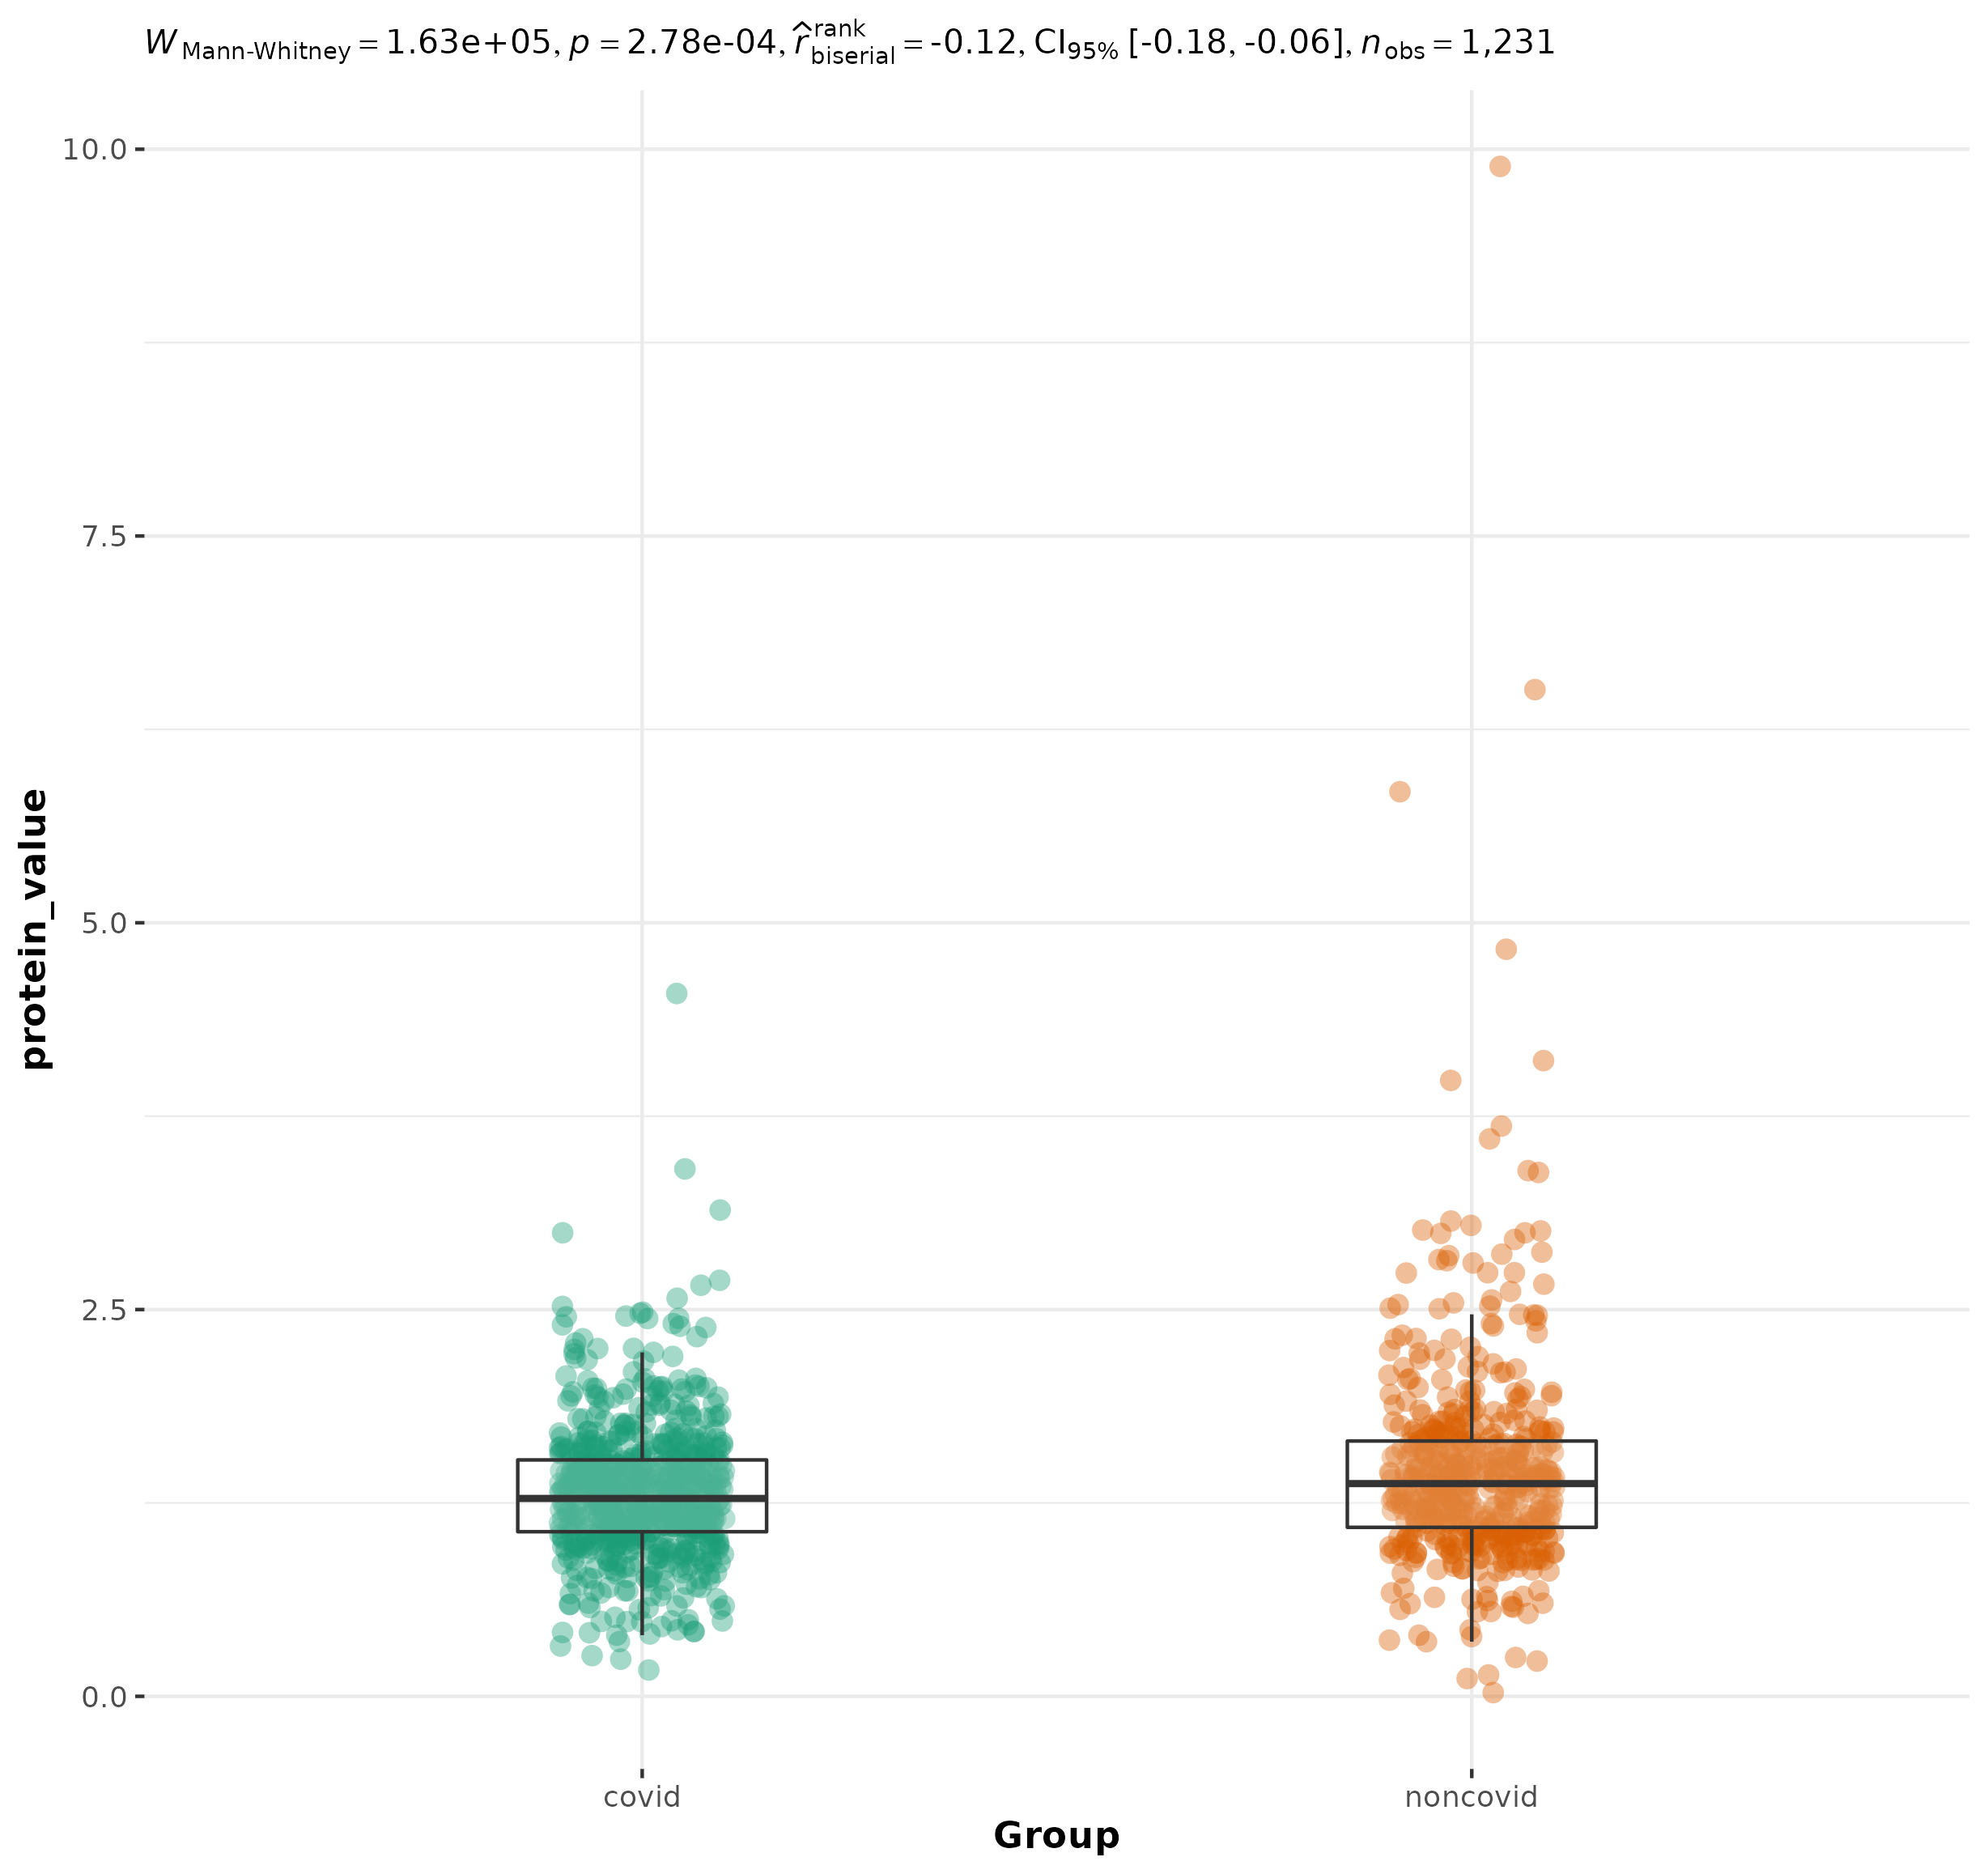 W Mann-Whitney = 1.63e+05, p = 2.78e-04, r̂ rank biserial = -0.12, CI95% [-0.18, -0.06], n obs = 1,231
10.0
7.5
5.0
2.5
0.0
protein_value
covid noncovid
Group